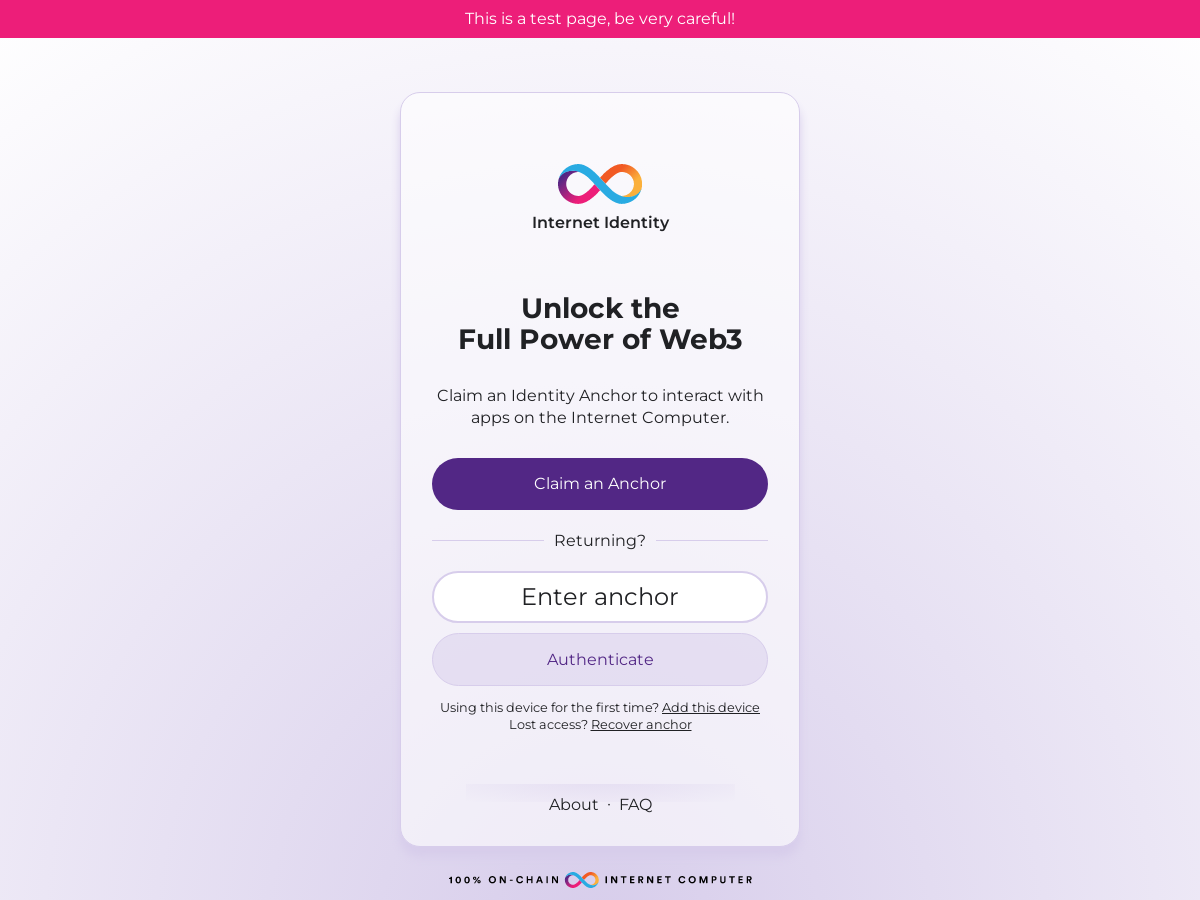 This is a test page, be very careful!
Internet Identity
Unlock the
Full Power of Web3
Claim an Identity Anchor to interact with
apps on the Internet Computer.
Claim an Anchor
Returning?
Enter anchor
Authenticate
Using this device for the first time? Add this device
Lost access? Recover anchor
About · FAQ
100% ON-CHAIN INTERNET COMPUTER